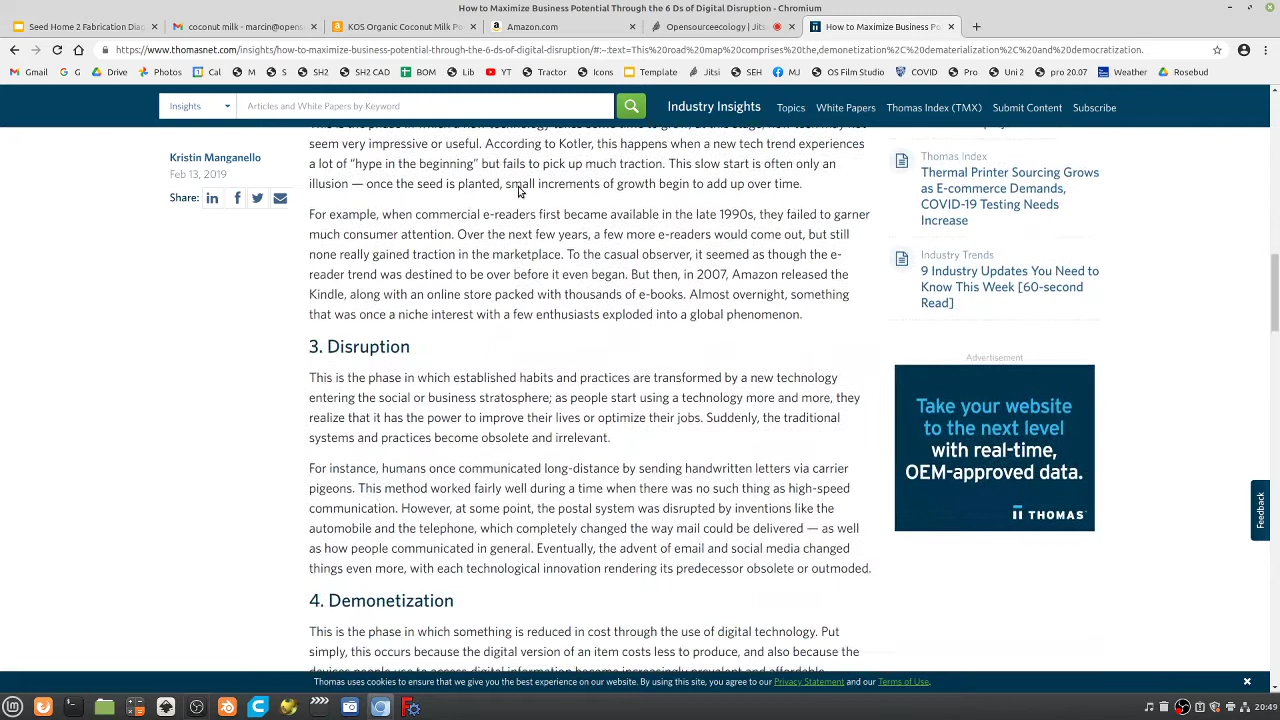 How to Maximize Business Potential Through the 6 Ds of Digital Disruption - Chromium
Seed Home 2 Fabrication Diag
coconut milk - marcin@opens
KOS Organic Coconut Milk Po
Amazon.com
Opensourceecology | Jits
How to Maximize Business Po
https://www.thomasnet.com/insights/how-to-maximize-business-potential-through-the-6-ds-of-digital-disruption/#:~:text=This%20road%20map%20comprises%20the,demonetization%2C%20dematerialization%2C%20and%20democratization.
Gmail
G
Drive
Photos
Cal
M
S
SH2
SH2 CAD
BOM
Lib
YT
Tractor
Icons
Template
Jitsi
SEH
MJ
OS Film Studio
COVID
Pro
Uni 2
pro 20.07
Weather
Rosebud
Insights
Articles and White Papers by Keyword
Industry Insights
Topics
White Papers
Thomas Index (TMX)
Submit Content
Subscribe
Kristin Manganello
Feb 13, 2019
Share:
seem very impressive or useful. According to Kotler, this happens when a new tech trend experiences
a lot of “hype in the beginning” but fails to pick up much traction. This slow start is often only an
illusion — once the seed is planted, small increments of growth begin to add up over time.
For example, when commercial e-readers first became available in the late 1990s, they failed to garner
much consumer attention. Over the next few years, a few more e-readers would come out, but still
none really gained traction in the marketplace. To the casual observer, it seemed as though the e-
reader trend was destined to be over before it even began. But then, in 2007, Amazon released the
Kindle, along with an online store packed with thousands of e-books. Almost overnight, something
that was once a niche interest with a few enthusiasts exploded into a global phenomenon.
3. Disruption
This is the phase in which established habits and practices are transformed by a new technology
entering the social or business stratosphere; as people start using a technology more and more, they
realize that it has the power to improve their lives or optimize their jobs. Suddenly, the traditional
systems and practices become obsolete and irrelevant.
For instance, humans once communicated long-distance by sending handwritten letters via carrier
pigeons. This method worked fairly well during a time when there was no such thing as high-speed
communication. However, at some point, the postal system was disrupted by inventions like the
automobile and the telephone, which completely changed the way mail could be delivered — as well
as how people communicated in general. Eventually, the advent of email and social media changed
things even more, with each technological innovation rendering its predecessor obsolete or outmoded.
4. Demonetization
This is the phase in which something is reduced in cost through the use of digital technology. Put
simply, this occurs because the digital version of an item costs less to produce, and also because the
Thomas Index
Thermal Printer Sourcing Grows
as E-commerce Demands,
COVID-19 Testing Needs
Increase
Industry Trends
9 Industry Updates You Need to
Know This Week [60-second
Read]
Advertisement
Take your website
to the next level
with real-time,
OEM-approved data.
THOMAS
Feedback
Thomas uses cookies to ensure that we give you the best experience on our website. By using this site, you agree to our Privacy Statement and our Terms of Use.
20:49